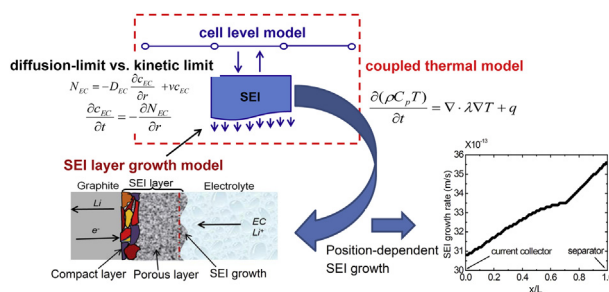 cell level model
diffusion-limit vs. kinetic limit
N_EC = −D_EC ∂c_EC/∂r + vc_EC
∂c_EC/∂t = −∂N_EC/∂r
SEI
coupled thermal model
∂(ρC_pT)/∂t = ∇·λ∇T + q
SEI layer growth model
Graphite
SEI layer
Electrolyte
Li
e⁻
EC
Li⁺
Compact layer
Porous layer
SEI growth
Position-dependent
SEI growth
X10⁻¹³
SEI growth rate (m/s)
36
35
34
33
32
31
30
current collector
separator
0.0
0.2
0.4
0.6
0.8
1.0
x/L